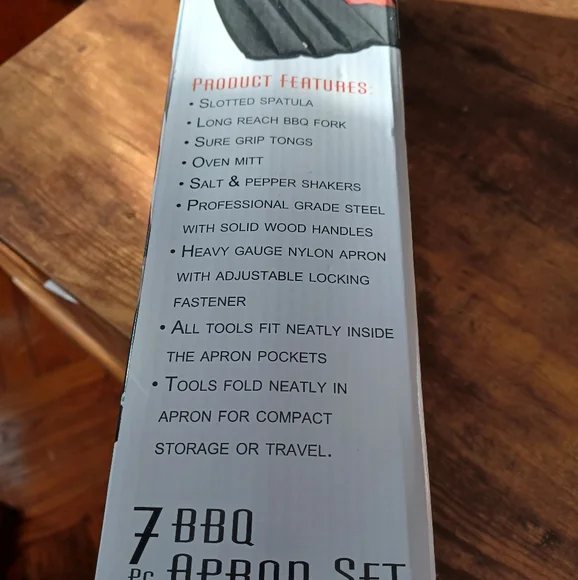 PRODUCT FEATURES:
• SLOTTED SPATULA
• LONG REACH BBQ FORK
• SURE GRIP TONGS
• OVEN MITT
• SALT & PEPPER SHAKERS
• PROFESSIONAL GRADE STEEL
WITH SOLID WOOD HANDLES
• HEAVY GAUGE NYLON APRON
WITH ADJUSTABLE LOCKING
FASTENER
• ALL TOOLS FIT NEATLY INSIDE
THE APRON POCKETS
• TOOLS FOLD NEATLY IN
APRON FOR COMPACT
STORAGE OR TRAVEL.
7 BBQ
PC APRON SET